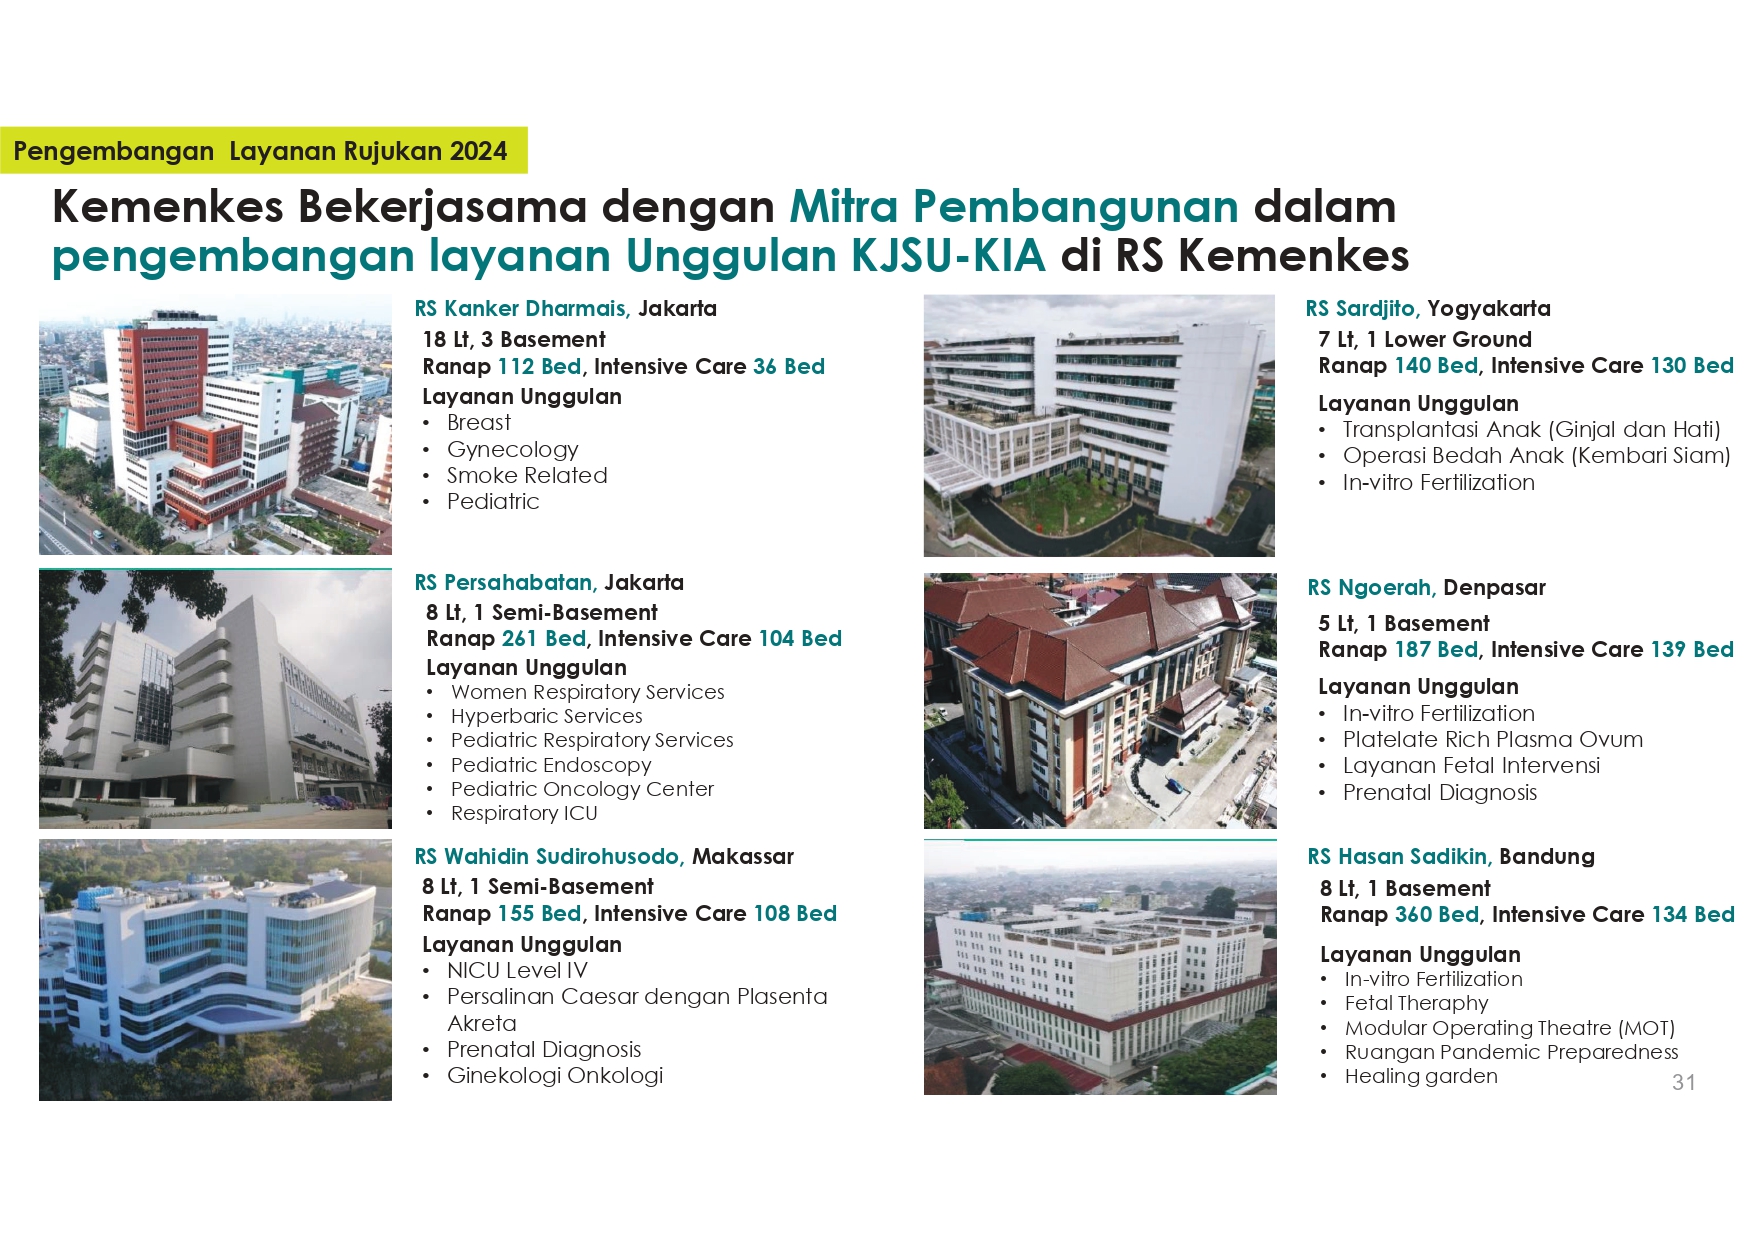 Pengembangan  Layanan Rujukan 2024
Kemenkes Bekerjasama dengan Mitra Pembangunan dalam
pengembangan layanan Unggulan KJSU-KIA di RS Kemenkes
RS Kanker Dharmais, Jakarta
18 Lt, 3 Basement
Ranap 112 Bed, Intensive Care 36 Bed
Layanan Unggulan
• Breast
• Gynecology
• Smoke Related
• Pediatric
RS Persahabatan, Jakarta
8 Lt, 1 Semi-Basement
Ranap 261 Bed, Intensive Care 104 Bed
Layanan Unggulan
• Women Respiratory Services
• Hyperbaric Services
• Pediatric Respiratory Services
• Pediatric Endoscopy
• Pediatric Oncology Center
• Respiratory ICU
RS Wahidin Sudirohusodo, Makassar
8 Lt, 1 Semi-Basement
Ranap 155 Bed, Intensive Care 108 Bed
Layanan Unggulan
• NICU Level IV
• Persalinan Caesar dengan Plasenta
Akreta
• Prenatal Diagnosis
• Ginekologi Onkologi
RS Sardjito, Yogyakarta
7 Lt, 1 Lower Ground
Ranap 140 Bed, Intensive Care 130 Bed
Layanan Unggulan
• Transplantasi Anak (Ginjal dan Hati)
• Operasi Bedah Anak (Kembari Siam)
• In-vitro Fertilization
RS Ngoerah, Denpasar
5 Lt, 1 Basement
Ranap 187 Bed, Intensive Care 139 Bed
Layanan Unggulan
• In-vitro Fertilization
• Platelate Rich Plasma Ovum
• Layanan Fetal Intervensi
• Prenatal Diagnosis
RS Hasan Sadikin, Bandung
8 Lt, 1 Basement
Ranap 360 Bed, Intensive Care 134 Bed
Layanan Unggulan
• In-vitro Fertilization
• Fetal Theraphy
• Modular Operating Theatre (MOT)
• Ruangan Pandemic Preparedness
• Healing garden
31